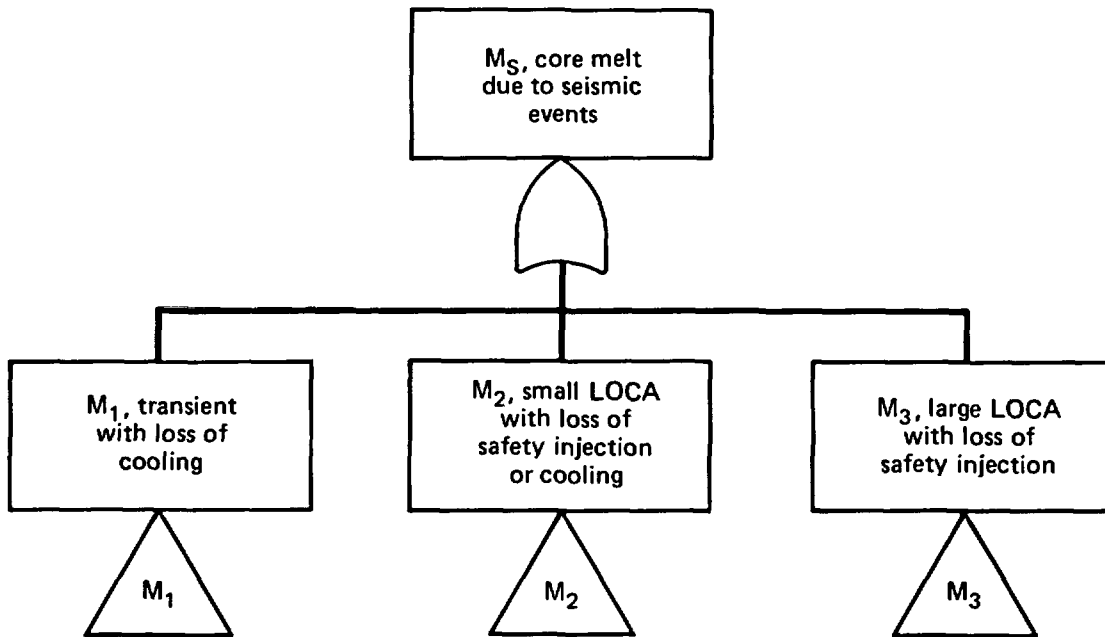 M_S, core melt
due to seismic
events
M_1, transient
with loss of
cooling
M_2, small LOCA
with loss of
safety injection
or cooling
M_3, large LOCA
with loss of
safety injection
M_1
M_2
M_3